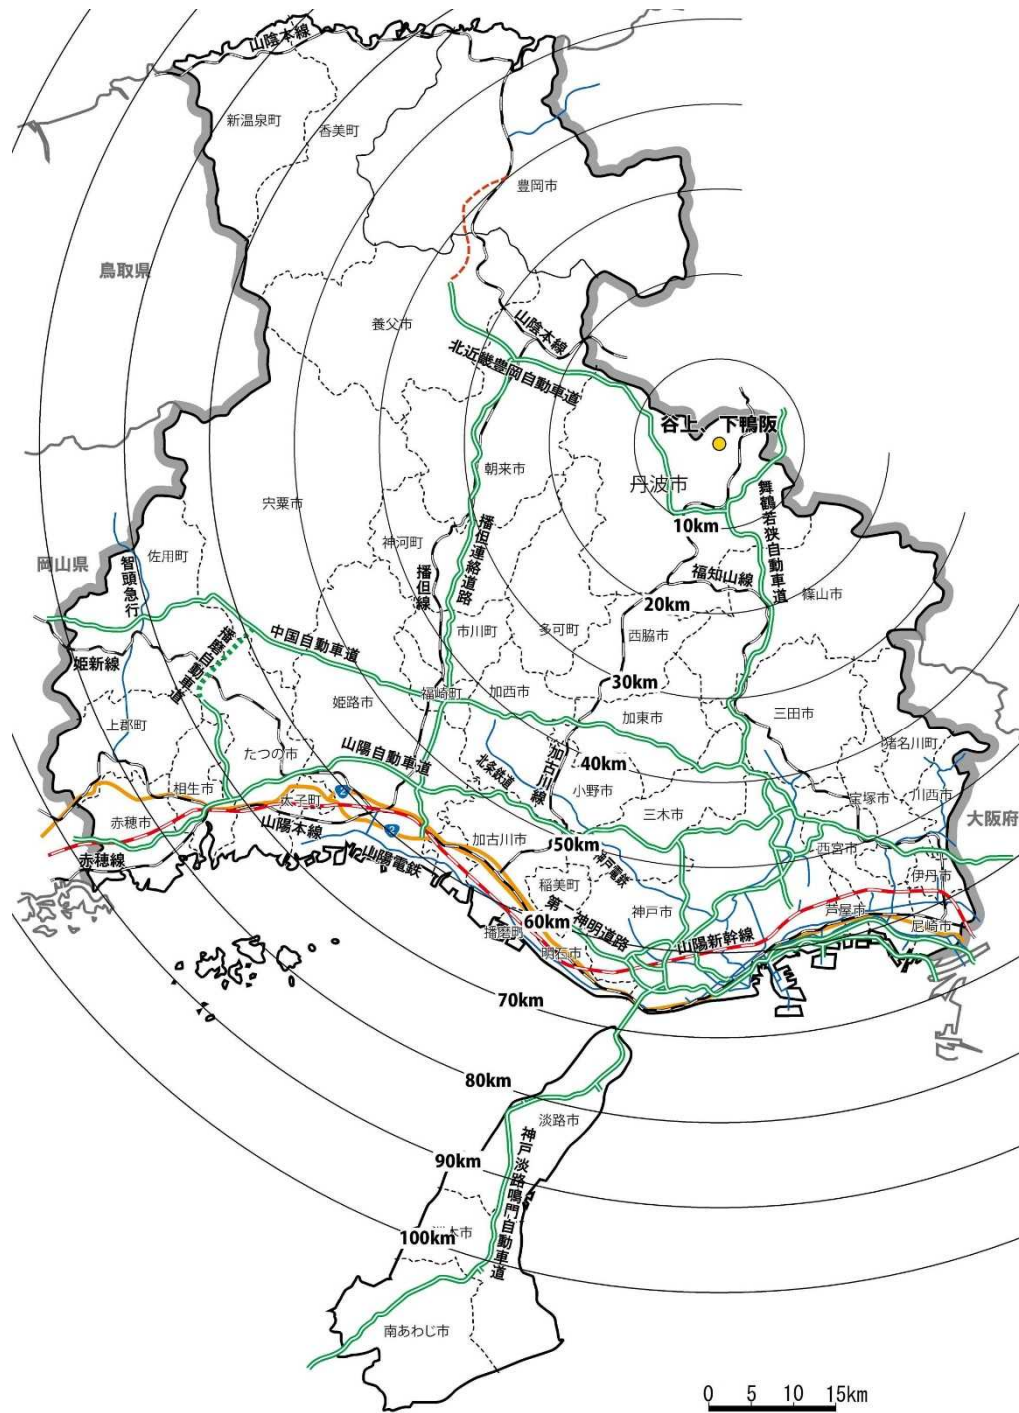 山陰本線
新温泉町
香美町
豊岡市
鳥取県
養父市
山陰本線
北近畿豊岡自動車道
谷上、下鴨阪
朝来市
丹波市
宍粟市
10km
舞鶴若狭自動車道
播但連絡道路
神河町
佐用町
岡山県
智頭急行
播但線
福知山線
篠山市
20km
市川町
多可町
西脇市
中国自動車道
播磨自動車道
姫新線
30km
福崎町
加西市
姫路市
加東市
三田市
上郡町
猪名川町
たつの市
山陽自動車道
北条鉄道
加古川線
40km
相生市
2
小野市
宝塚市
川西市
太子町
三木市
大阪府
赤穂市
山陽本線
2
加古川市
50km
西宮市
赤穂線
山陽電鉄
神戸電鉄
伊丹市
稲美町
第二神明道路
神戸市
芦屋市
60km
尼崎市
播磨町
山陽新幹線
明石市
70km
80km
淡路市
神戸淡路鳴門自動車道
90km
100km
木市
南あわじ市
0 5 10 15km